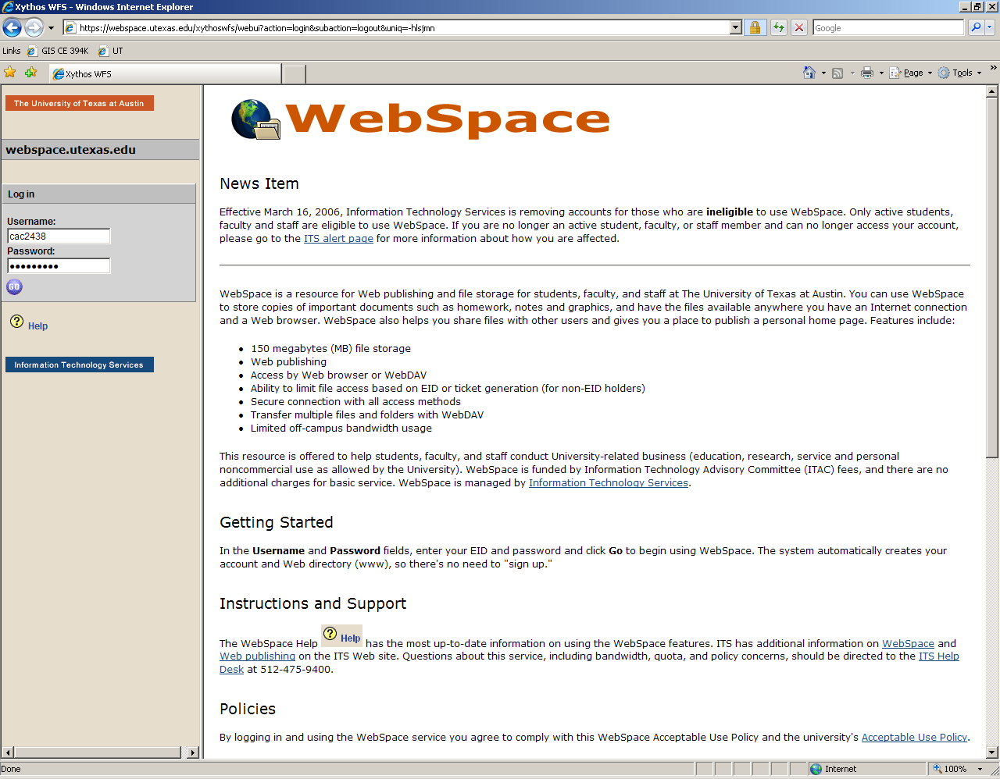 Xythos WFS - Windows Internet Explorer
https://webspace.utexas.edu/xythoswfs/webui?action=login&subaction=logout&uniq=-hlsjmn
Google
Links GIS CE 394K UT
Xythos WFS
Page Tools »
The University of Texas at Austin
webspace.utexas.edu
Log in
Username:
cac2438
Password:
•••••••••
GO
? Help
Information Technology Services
WebSpace
News Item
Effective March 16, 2006, Information Technology Services is removing accounts for those who are ineligible to use WebSpace. Only active students,
faculty and staff are eligible to use WebSpace. If you are no longer an active student, faculty, or staff member and can no longer access your account,
please go to the ITS alert page for more information about how you are affected.
WebSpace is a resource for Web publishing and file storage for students, faculty, and staff at The University of Texas at Austin. You can use WebSpace
to store copies of important documents such as homework, notes and graphics, and have the files available anywhere you have an Internet connection
and a Web browser. WebSpace also helps you share files with other users and gives you a place to publish a personal home page. Features include:
• 150 megabytes (MB) file storage
• Web publishing
• Access by Web browser or WebDAV
• Ability to limit file access based on EID or ticket generation (for non-EID holders)
• Secure connection with all access methods
• Transfer multiple files and folders with WebDAV
• Limited off-campus bandwidth usage
This resource is offered to help students, faculty, and staff conduct University-related business (education, research, service and personal
noncommercial use as allowed by the University). WebSpace is funded by Information Technology Advisory Committee (ITAC) fees, and there are no
additional charges for basic service. WebSpace is managed by Information Technology Services.
Getting Started
In the Username and Password fields, enter your EID and password and click Go to begin using WebSpace. The system automatically creates your
account and Web directory (www), so there's no need to "sign up."
Instructions and Support
The WebSpace Help ? Help has the most up-to-date information on using the WebSpace features. ITS has additional information on WebSpace and
Web publishing on the ITS Web site. Questions about this service, including bandwidth, quota, and policy concerns, should be directed to the ITS Help
Desk at 512-475-9400.
Policies
By logging in and using the WebSpace service you agree to comply with this WebSpace Acceptable Use Policy and the university's Acceptable Use Policy.
Done
Internet
100%